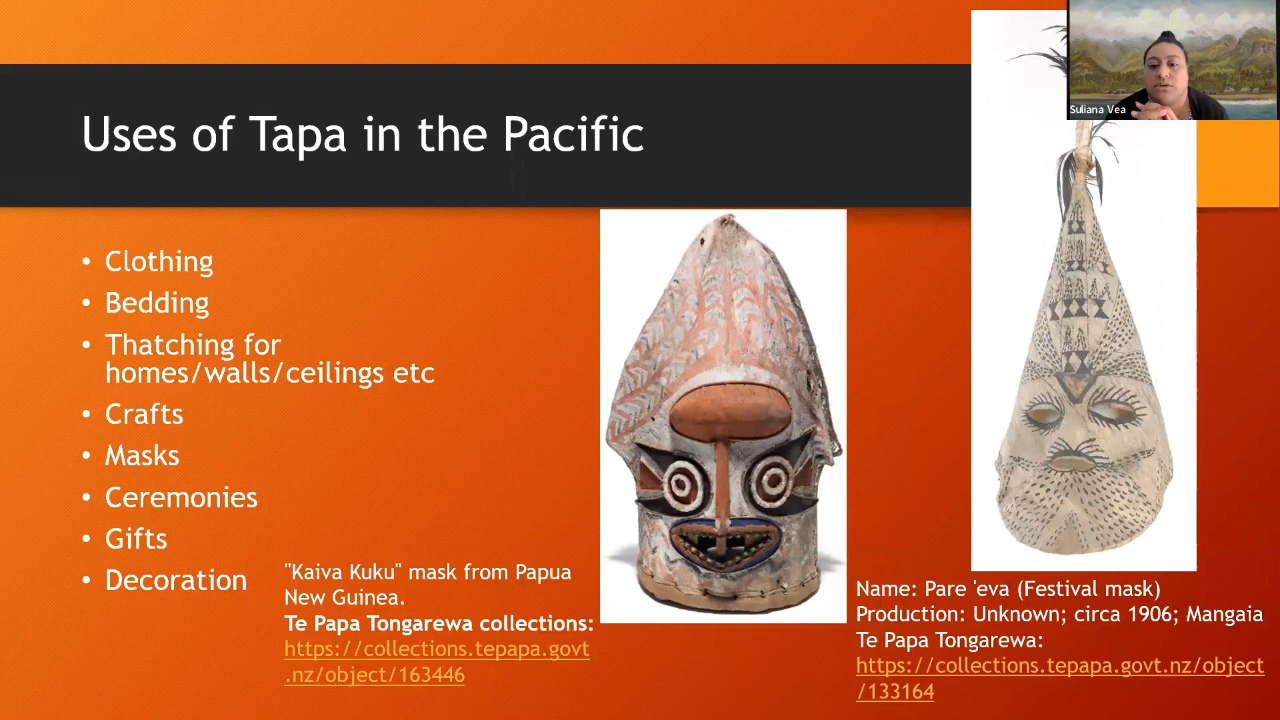 Suliana Vea
Uses of Tapa in the Pacific
• Clothing
• Bedding
• Thatching for
homes/walls/ceilings etc
• Crafts
• Masks
• Ceremonies
• Gifts
• Decoration
"Kaiva Kuku" mask from Papua
New Guinea.
Te Papa Tongarewa collections:
https://collections.tepapa.govt
.nz/object/163446
Name: Pare 'eva (Festival mask)
Production: Unknown; circa 1906; Mangaia
Te Papa Tongarewa:
https://collections.tepapa.govt.nz/object
/133164